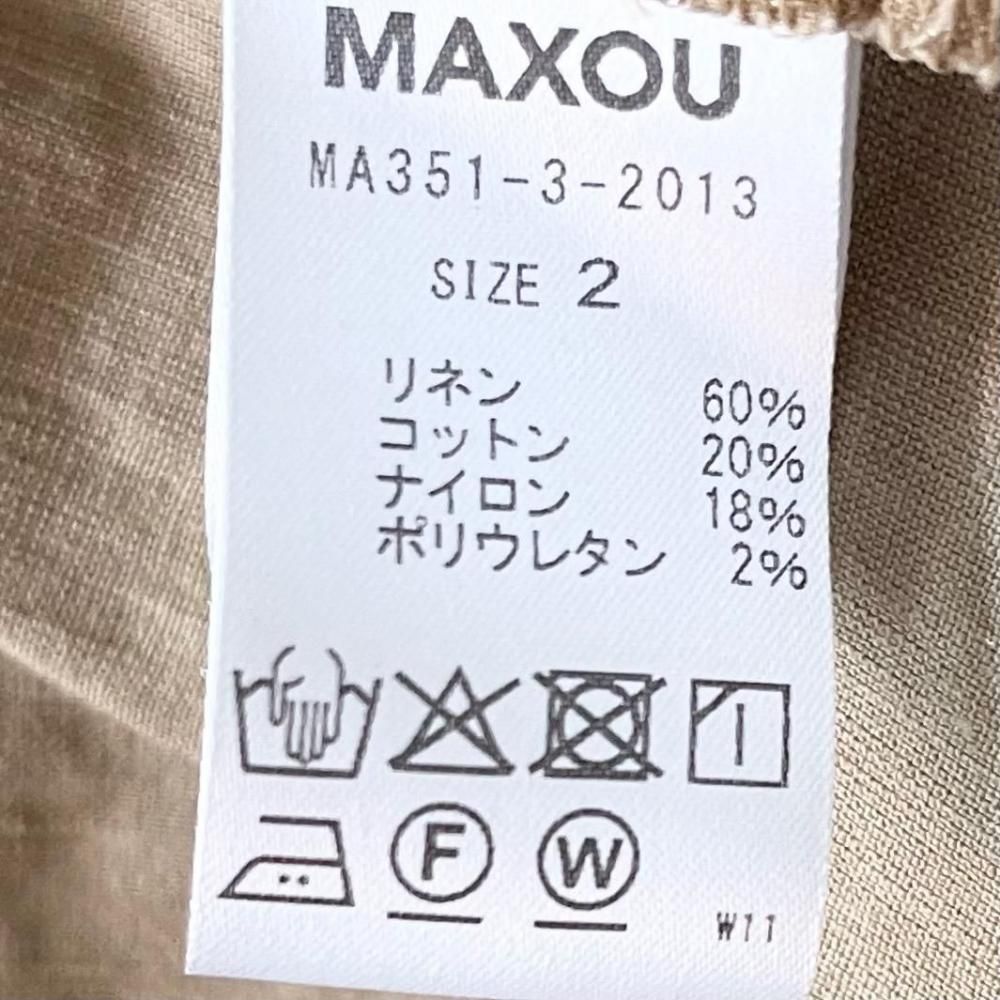 MAXOU
MA351-3-2013
SIZE 2
リネン 60%
コットン 20%
ナイロン 18%
ポリウレタン 2%
F W
W11